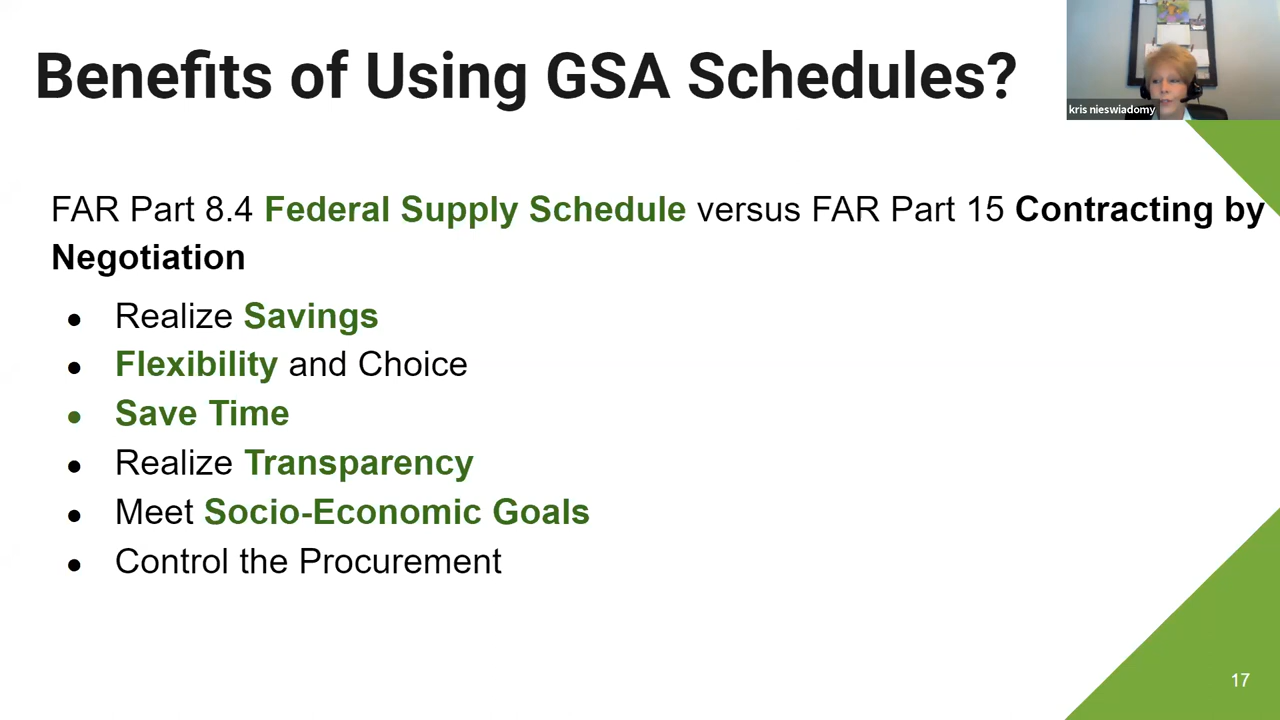 Benefits of Using GSA Schedules?
kris nieswiadomy
FAR Part 8.4 Federal Supply Schedule versus FAR Part 15 Contracting by
Negotiation
● Realize Savings
● Flexibility and Choice
● Save Time
● Realize Transparency
● Meet Socio-Economic Goals
● Control the Procurement
17